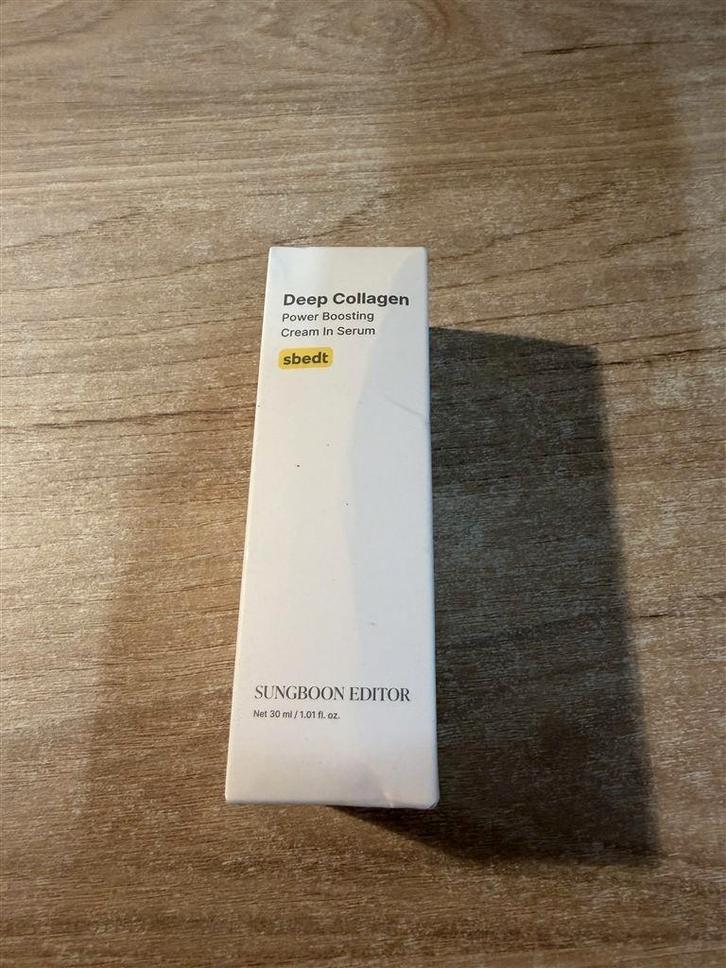 Deep Collagen
Power Boosting
Cream In Serum
sbedt
SUNGBOON EDITOR
Net 30 ml / 1.01 fl. oz.